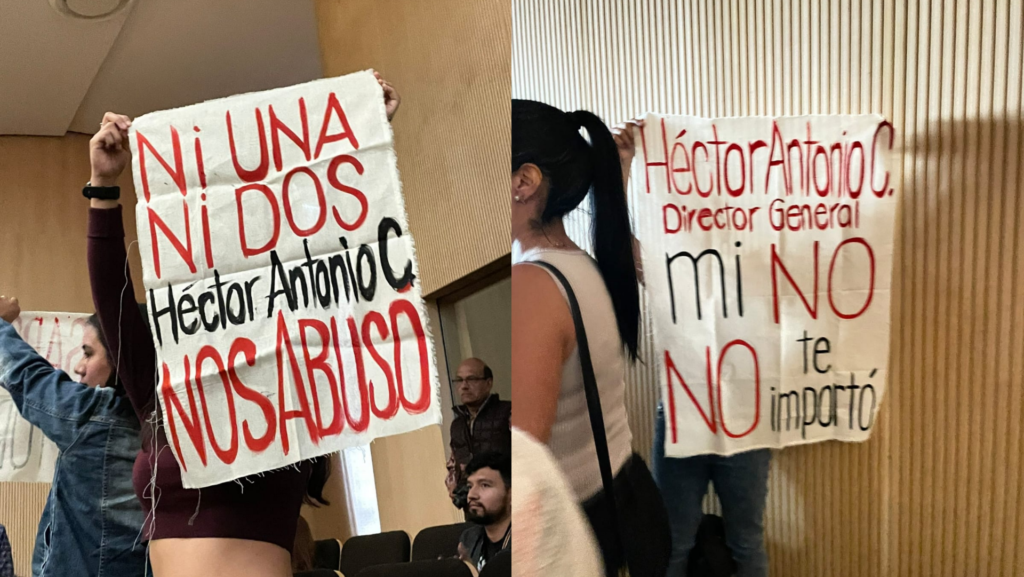 Ni UNA
Ni DOS
Héctor Antonio C.
NOS ABUSO
Héctor Antonio C.
Director General
mi NO
NO te
importó